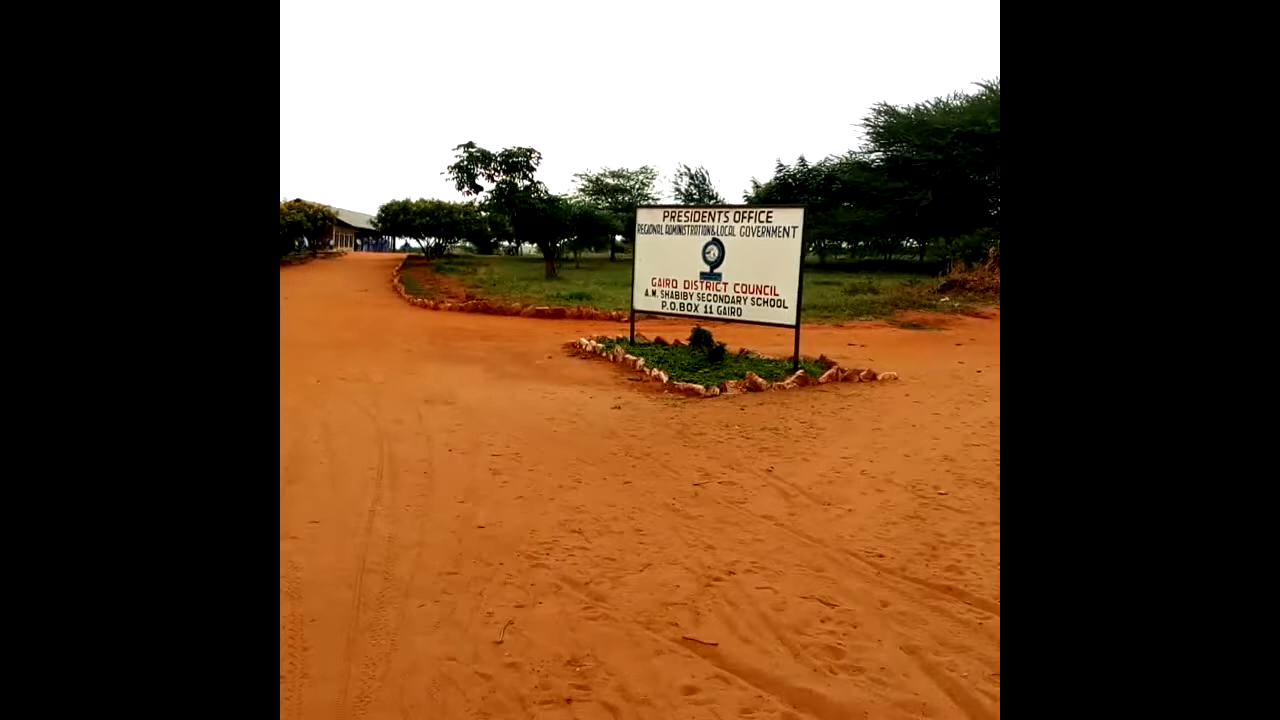 PRESIDENTS OFFICE
REGIONAL ADMINISTRATION & LOCAL GOVERNMENT
GAIRO DISTRICT COUNCIL
A.M. SHABIBY SECONDARY SCHOOL
P.O.BOX 11 GAIRO